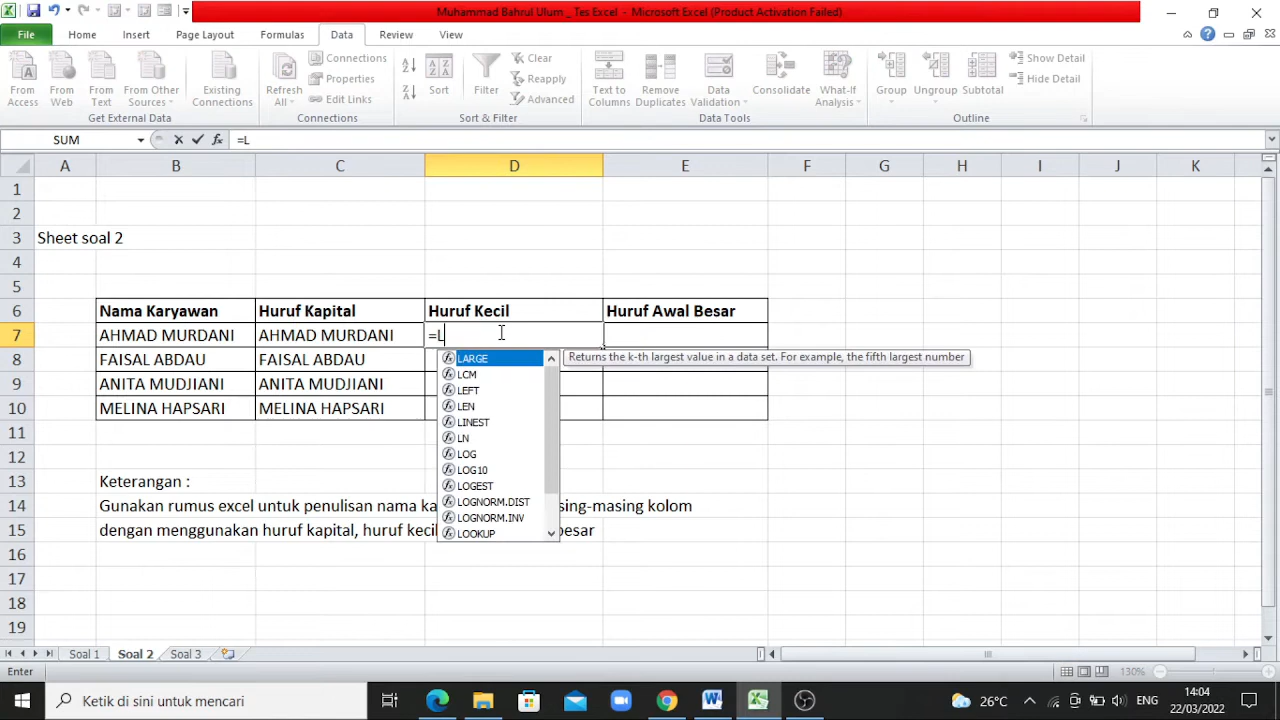 Muhammad Bahrul Ulum _ Tes Excel – Microsoft Excel (Product Activation Failed)
File Home Insert Page Layout Formulas Data Review View
From Access
From Web
From Text
From Other Sources
Existing Connections
Get External Data
Refresh All
Connections
Properties
Edit Links
Connections
Sort
Filter
Clear
Reapply
Advanced
Sort & Filter
Text to Columns
Remove Duplicates
Data Validation
Consolidate
What-If Analysis
Data Tools
Group
Ungroup
Subtotal
Show Detail
Hide Detail
Outline
SUM =L
A B C D E F G H I J K
1
2
3 Sheet soal 2
4
5
6 Nama Karyawan Huruf Kapital Huruf Kecil Huruf Awal Besar
7 AHMAD MURDANI AHMAD MURDANI =L
8 FAISAL ABDAU FAISAL ABDAU
9 ANITA MUDJIANI ANITA MUDJIANI
10 MELINA HAPSARI MELINA HAPSARI
11
12
13 Keterangan :
14 Gunakan rumus excel untuk penulisan nama ka sing-masing kolom
15 dengan menggunakan huruf kapital, huruf kecil besar
16
17
18
19
LARGE Returns the k-th largest value in a data set. For example, the fifth largest number
LCM
LEFT
LEN
LINEST
LN
LOG
LOG10
LOGEST
LOGNORM.DIST
LOGNORM.INV
LOOKUP
Soal 1 Soal 2 Soal 3
Enter 130%
Ketik di sini untuk mencari 26°C ENG 14:04
22/03/2022